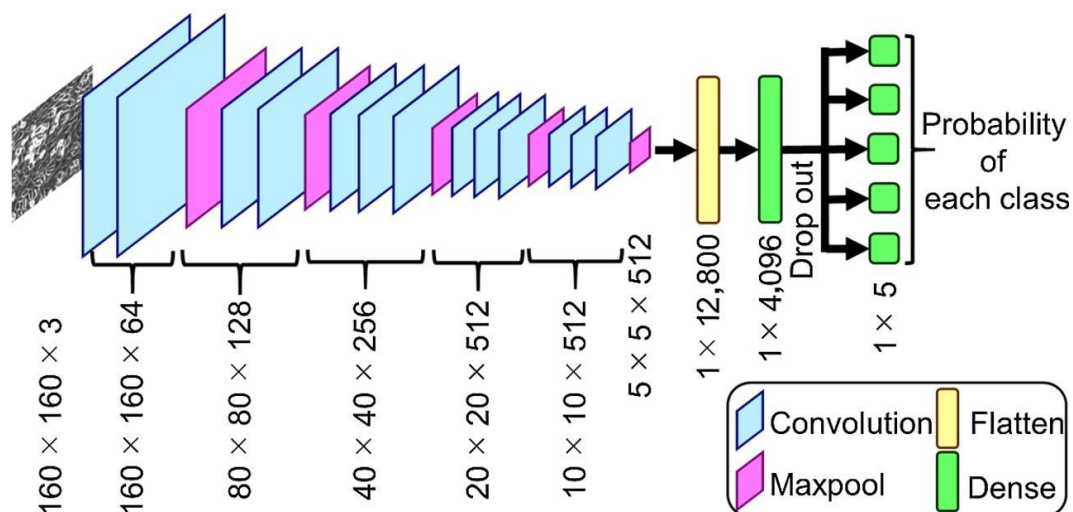 160 × 160 × 3
160 × 160 × 64
80 × 80 × 128
40 × 40 × 256
20 × 20 × 512
10 × 10 × 512
5 × 5 × 512
1 × 12,800
1 × 4,096
Drop out
1 × 5
Probability
of
each class
Convolution
Maxpool
Flatten
Dense